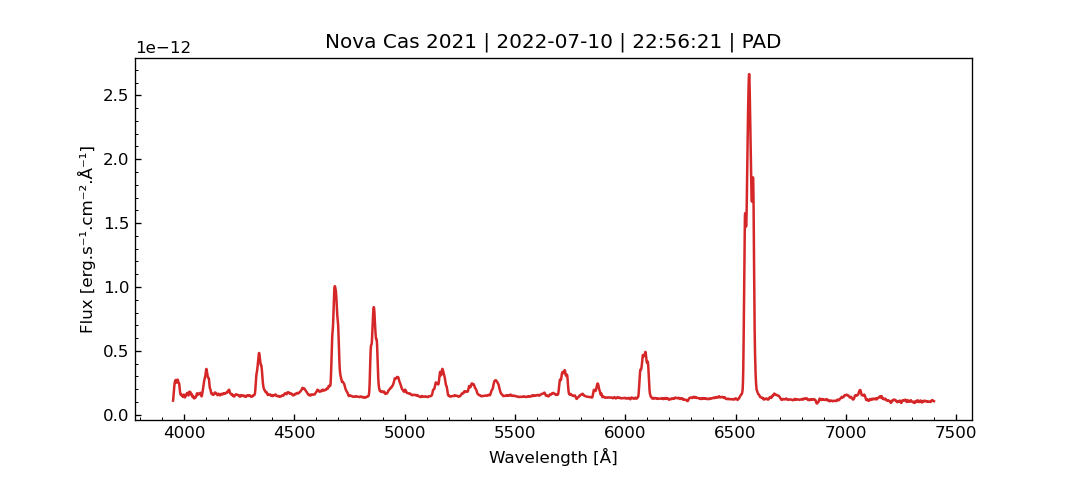 Nova Cas 2021 | 2022-07-10 | 22:56:21 | PAD
1e−12
2.5
2.0
1.5
1.0
0.5
0.0
Flux [erg.s⁻¹.cm⁻².Å⁻¹]
4000 4500 5000 5500 6000 6500 7000 7500
Wavelength [Å]